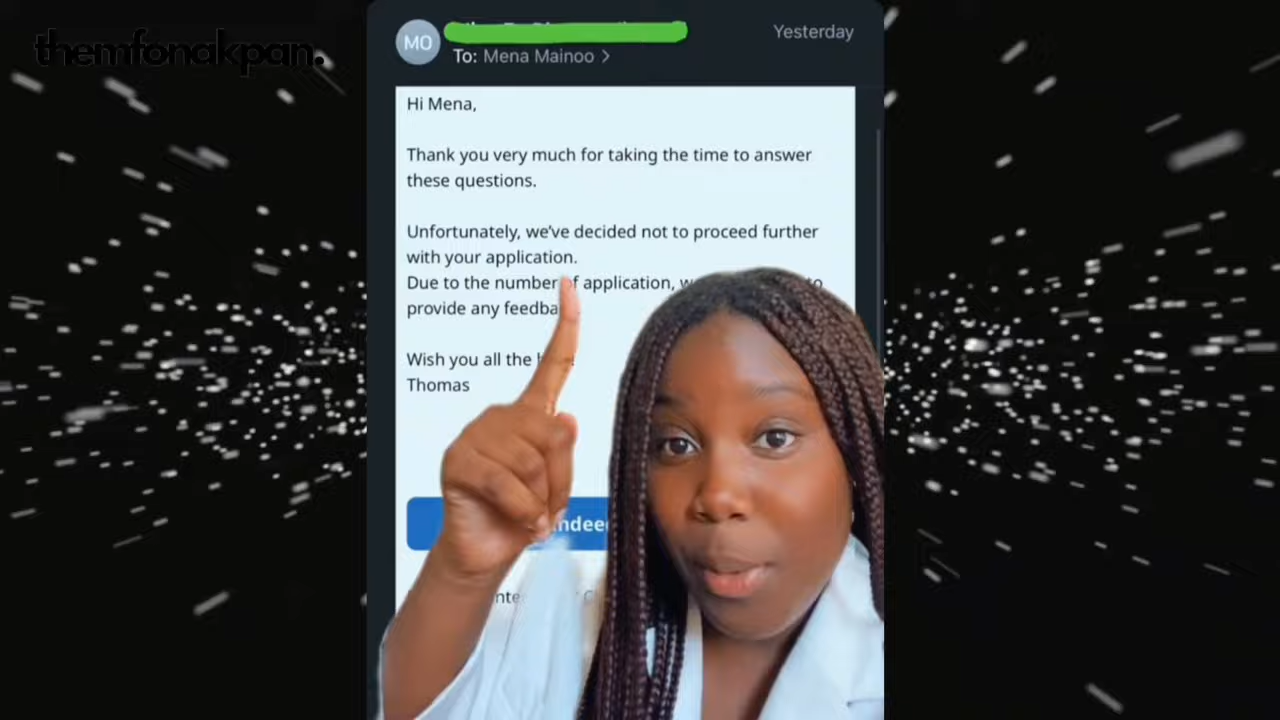 themfonakpan.
MO
Yesterday
To: Mena Mainoo >
Hi Mena,
Thank you very much for taking the time to answer
these questions.
Unfortunately, we've decided not to proceed further
with your application.
Due to the number of application, to
provide any
Wish you all the
Thomas